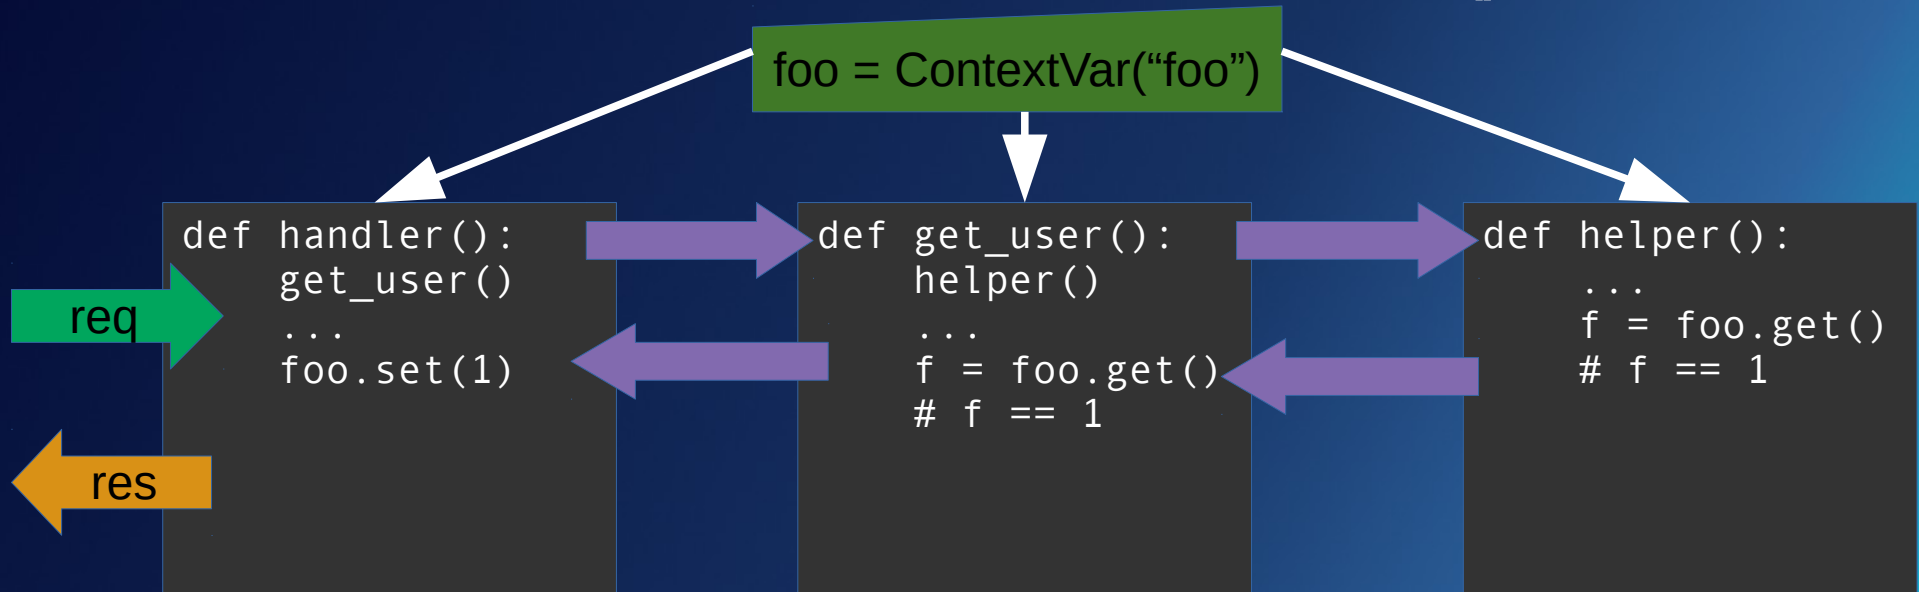 foo = ContextVar(“foo”)
req
res
def handler():
    get_user()
    ...
    foo.set(1)
def get_user():
    helper()
    ...
    f = foo.get()
    # f == 1
def helper():
    ...
    f = foo.get()
    # f == 1